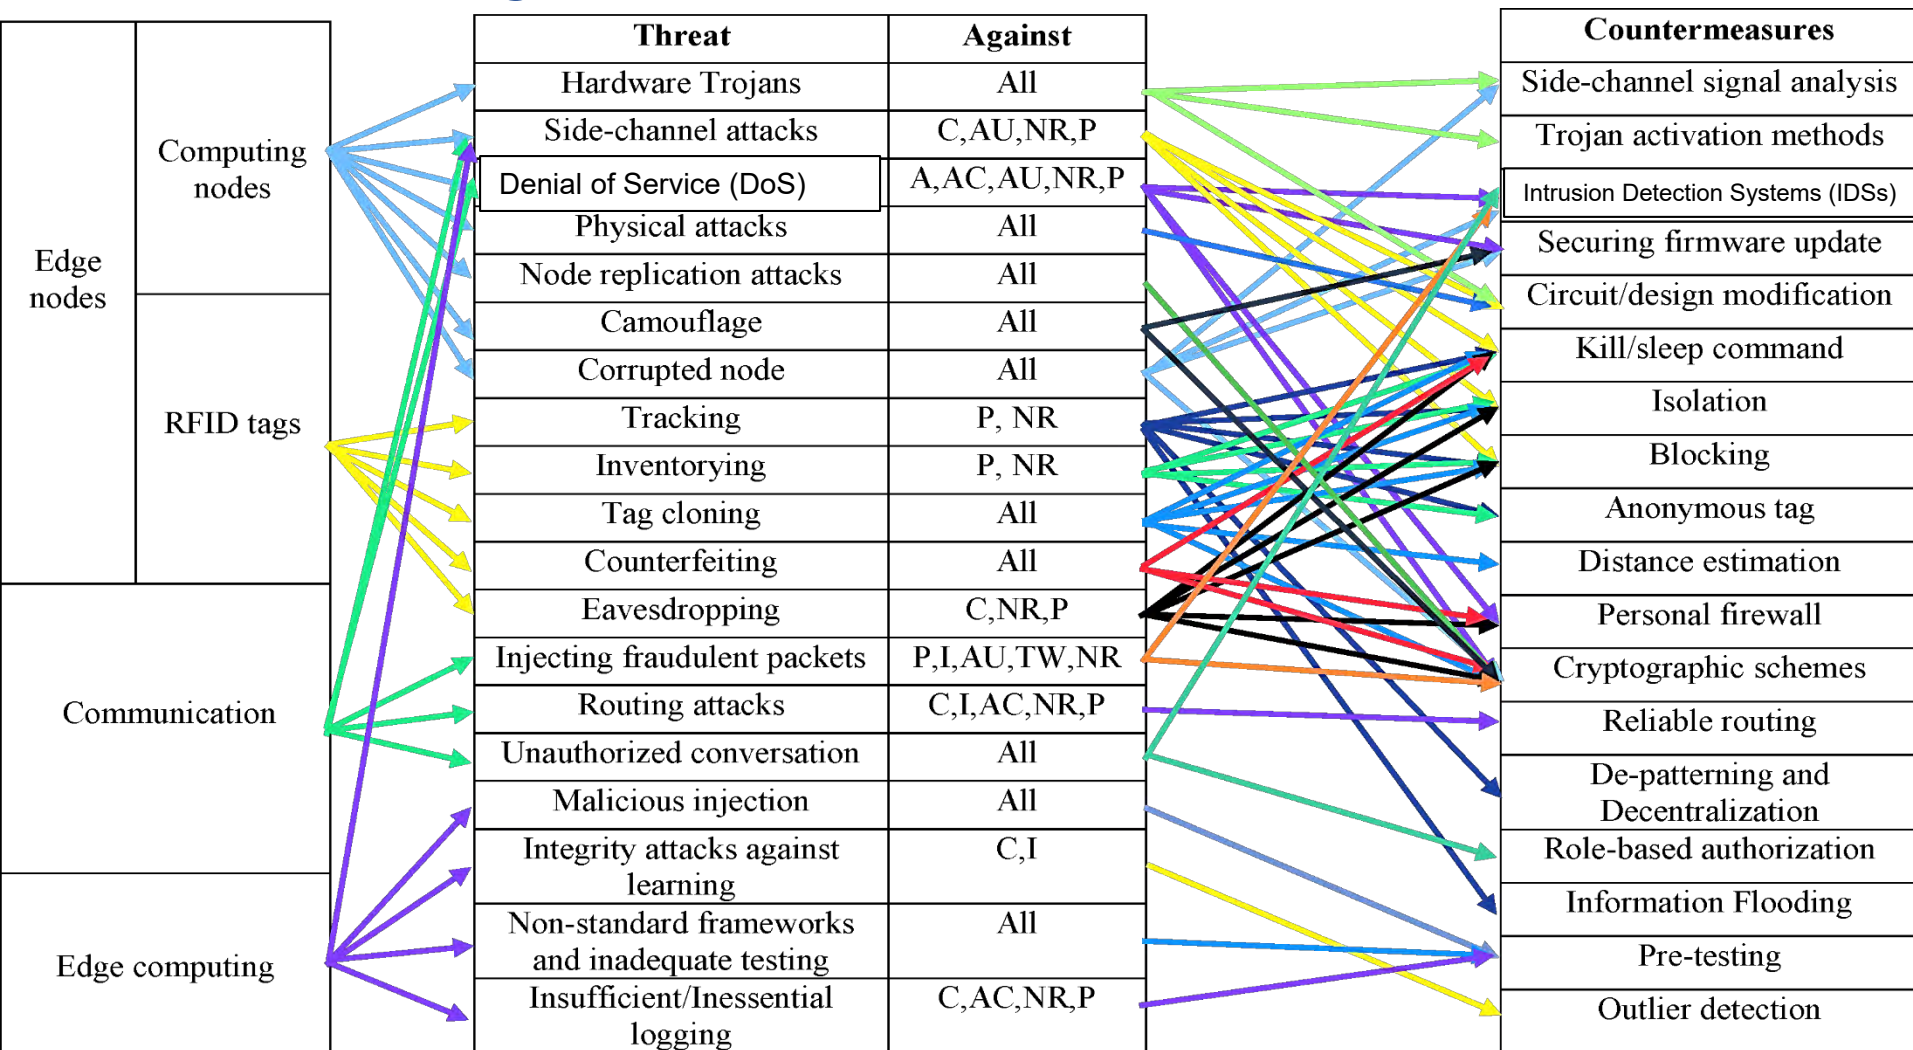 Edge
nodes
Computing
nodes
RFID tags
Communication
Edge computing
Threat
Against
Hardware Trojans
All
Side-channel attacks
C,AU,NR,P
Denial of Service (DoS)
A,AC,AU,NR,P
Physical attacks
All
Node replication attacks
All
Camouflage
All
Corrupted node
All
Tracking
P, NR
Inventorying
P, NR
Tag cloning
All
Counterfeiting
All
Eavesdropping
C,NR,P
Injecting fraudulent packets
P,I,AU,TW,NR
Routing attacks
C,I,AC,NR,P
Unauthorized conversation
All
Malicious injection
All
Integrity attacks against
learning
C,I
Non-standard frameworks
and inadequate testing
All
Insufficient/Inessential
logging
C,AC,NR,P
Countermeasures
Side-channel signal analysis
Trojan activation methods
Intrusion Detection Systems (IDSs)
Securing firmware update
Circuit/design modification
Kill/sleep command
Isolation
Blocking
Anonymous tag
Distance estimation
Personal firewall
Cryptographic schemes
Reliable routing
De-patterning and
Decentralization
Role-based authorization
Information Flooding
Pre-testing
Outlier detection